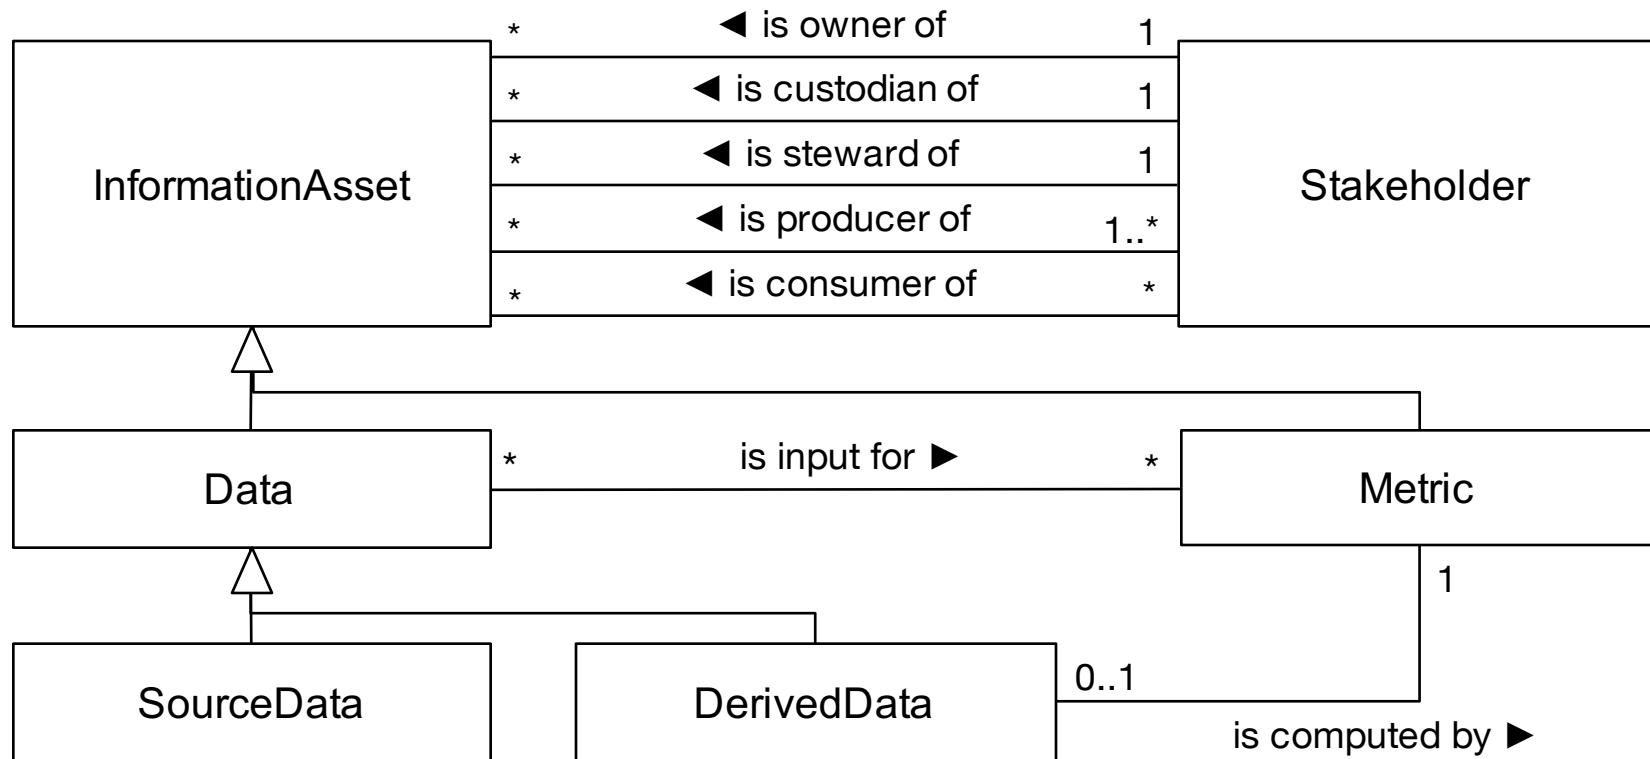 * ◄ is owner of 1
* ◄ is custodian of 1
* ◄ is steward of 1
InformationAsset
Stakeholder
* ◄ is producer of 1..*
* ◄ is consumer of *
* is input for ► *
Data
Metric
1
SourceData
DerivedData
0..1
is computed by ►